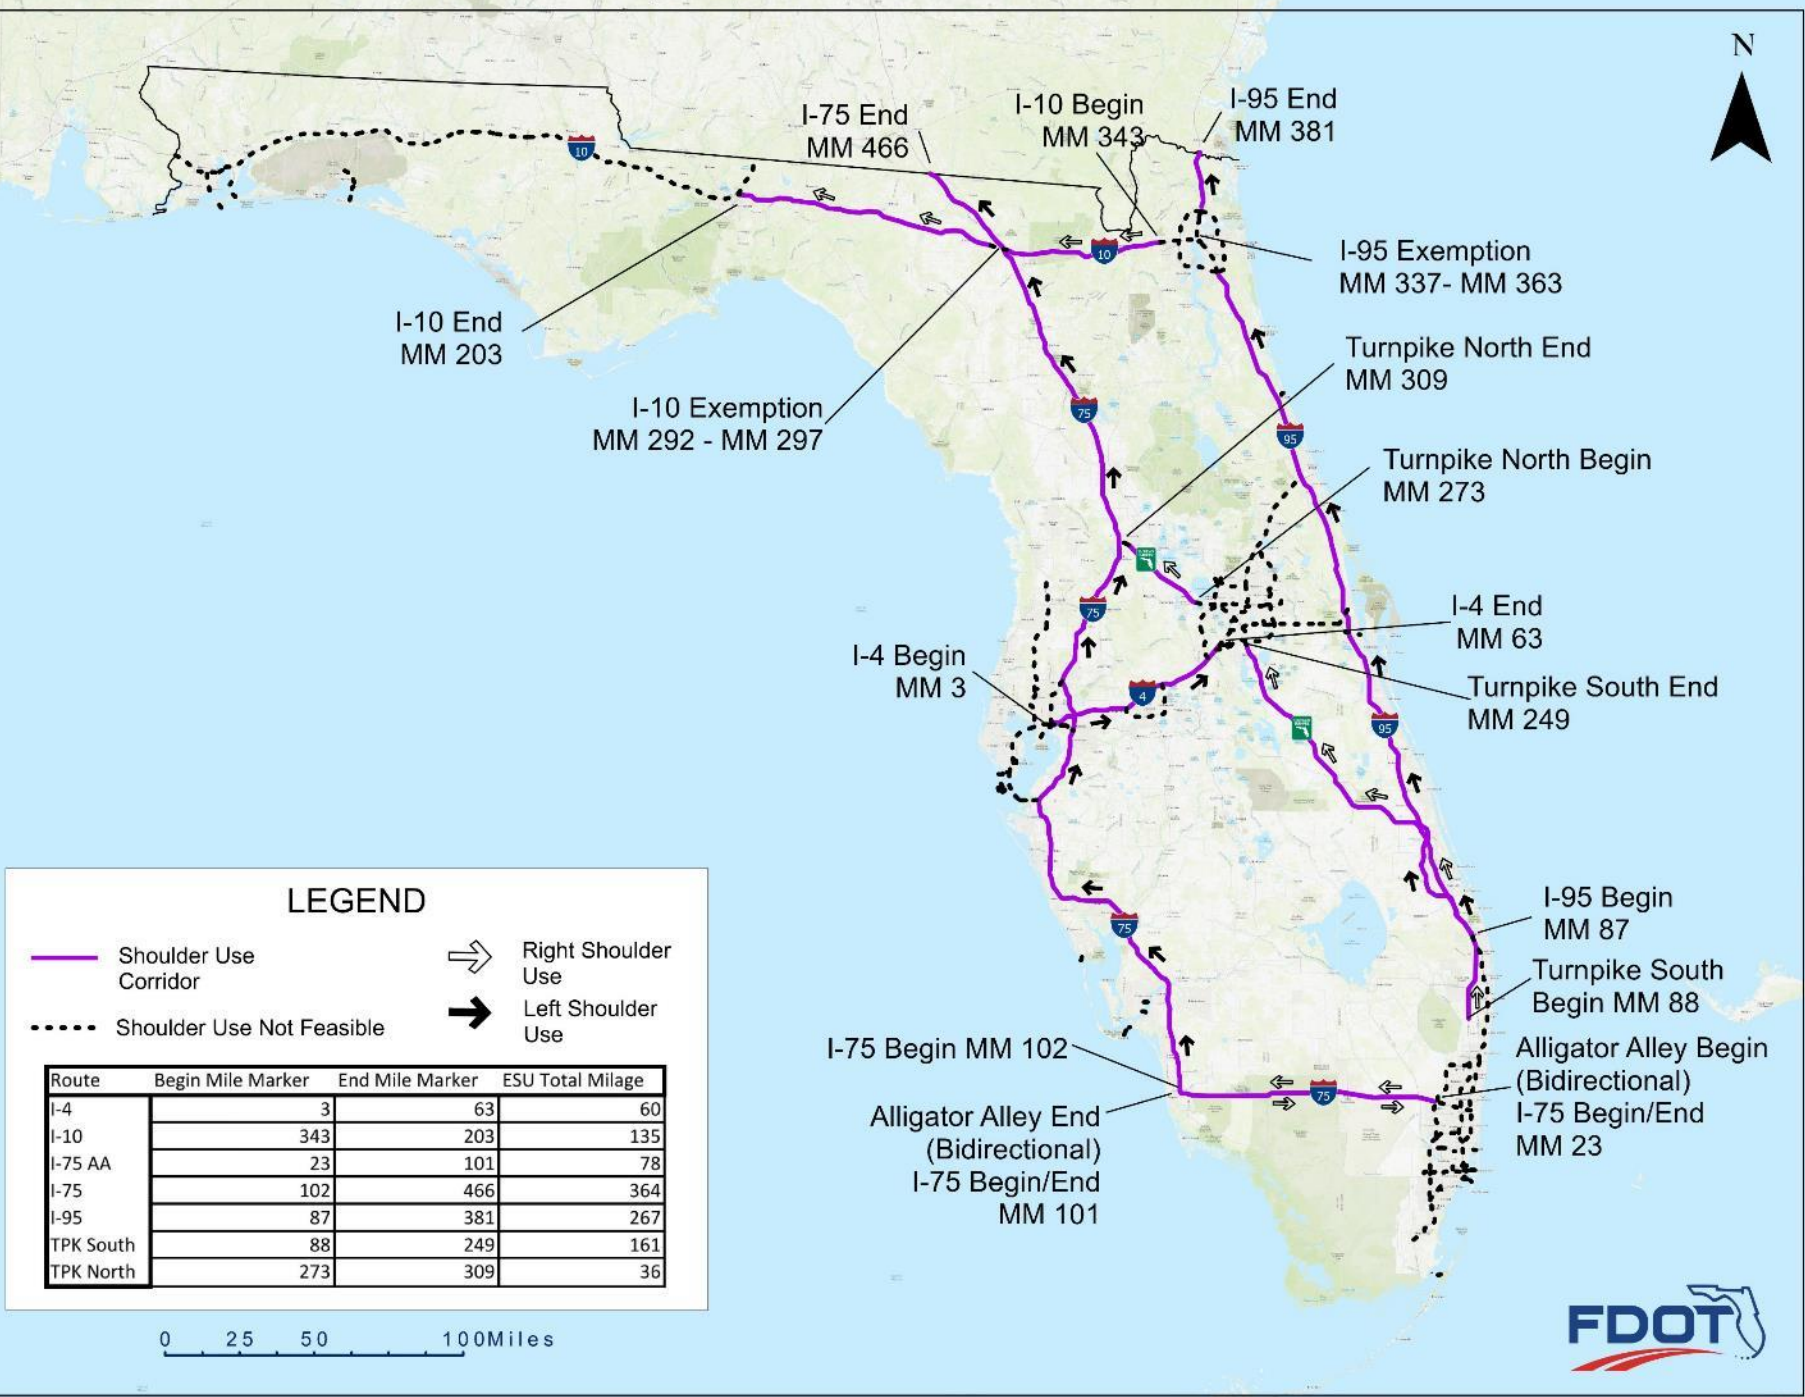 N
I-75 End
MM 466
I-10 Begin
MM 343
I-95 End
MM 381
10
10
I-95 Exemption
MM 337- MM 363
I-10 End
MM 203
Turnpike North End
MM 309
I-10 Exemption
MM 292 - MM 297
75
95
Turnpike North Begin
MM 273
75
I-4 End
MM 63
I-4 Begin
MM 3
4
Turnpike South End
MM 249
95
75
I-95 Begin
MM 87
Turnpike South
Begin MM 88
I-75 Begin MM 102
75
Alligator Alley Begin
(Bidirectional)
I-75 Begin/End
MM 23
Alligator Alley End
(Bidirectional)
I-75 Begin/End
MM 101
LEGEND
Shoulder Use
Corridor
Right Shoulder
Use
Shoulder Use Not Feasible
Left Shoulder
Use
Route Begin Mile Marker End Mile Marker ESU Total Milage
I-4 3 63 60
I-10 343 203 135
I-75 AA 23 101 78
I-75 102 466 364
I-95 87 381 267
TPK South 88 249 161
TPK North 273 309 36
0 25 50 100Miles
FDOT